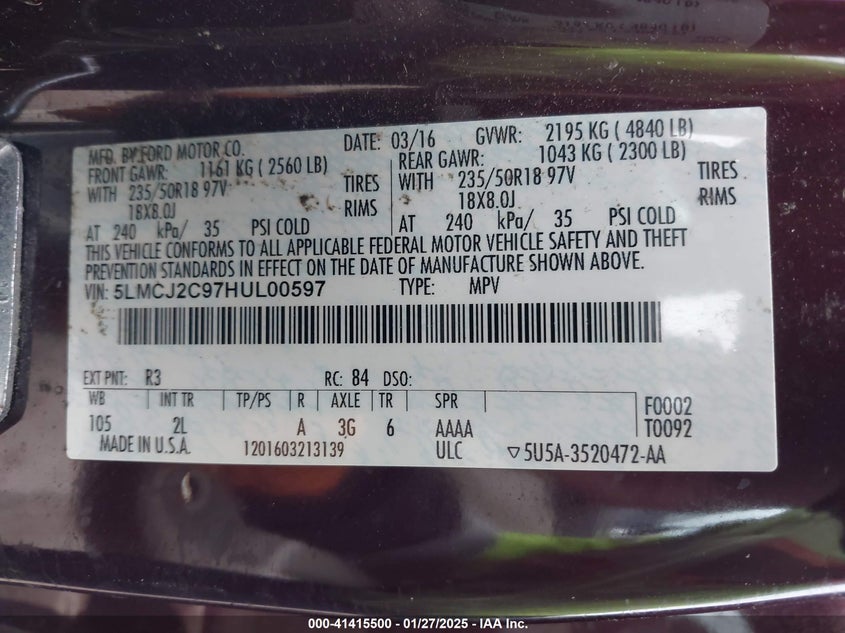 MFD. BY FORD MOTOR CO. DATE: 03/16 GVWR: 2195 KG ( 4840 LB)
FRONT GAWR: 1161 KG ( 2560 LB) REAR GAWR: 1043 KG ( 2300 LB)
WITH 235/50R18 97V TIRES WITH 235/50R18 97V TIRES
18X8.0J RIMS 18X8.0J RIMS
AT 240 kPa/ 35 PSI COLD AT 240 kPa/ 35 PSI COLD
THIS VEHICLE CONFORMS TO ALL APPLICABLE FEDERAL MOTOR VEHICLE SAFETY AND THEFT
PREVENTION STANDARDS IN EFFECT ON THE DATE OF MANUFACTURE SHOWN ABOVE.
VIN: 5LMCJ2C97HUL00597 TYPE: MPV
EXT PNT: R3 RC: 84 DSO:
WB INT TR TP/PS R AXLE TR SPR F0002
105 2L A 3G 6 AAAA T0092
MADE IN U.S.A. 1201603213139 ULC ▽5U5A-3520472-AA
000-41415500 - 01/27/2025 - IAA Inc.